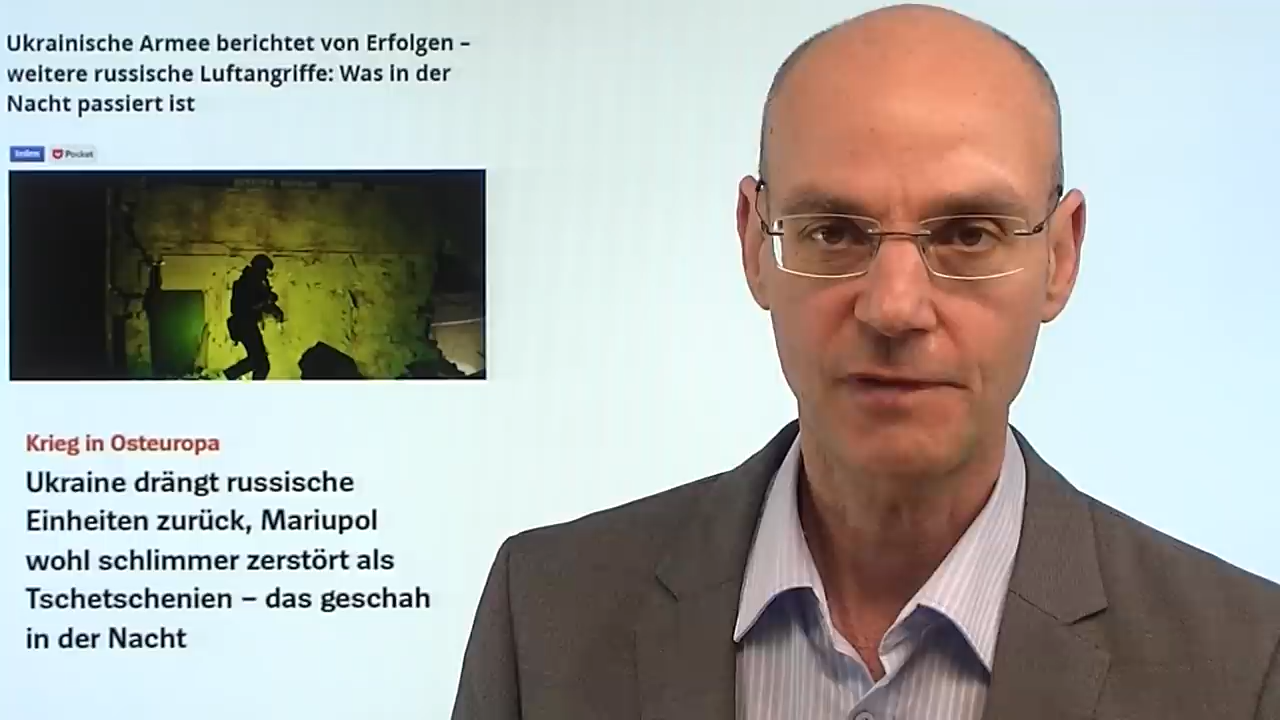 Ukrainische Armee berichtet von Erfolgen –
weitere russische Luftangriffe: Was in der
Nacht passiert ist
teilen Pocket
Krieg in Osteuropa
Ukraine drängt russische
Einheiten zurück, Mariupol
wohl schlimmer zerstört als
Tschetschenien – das geschah
in der Nacht